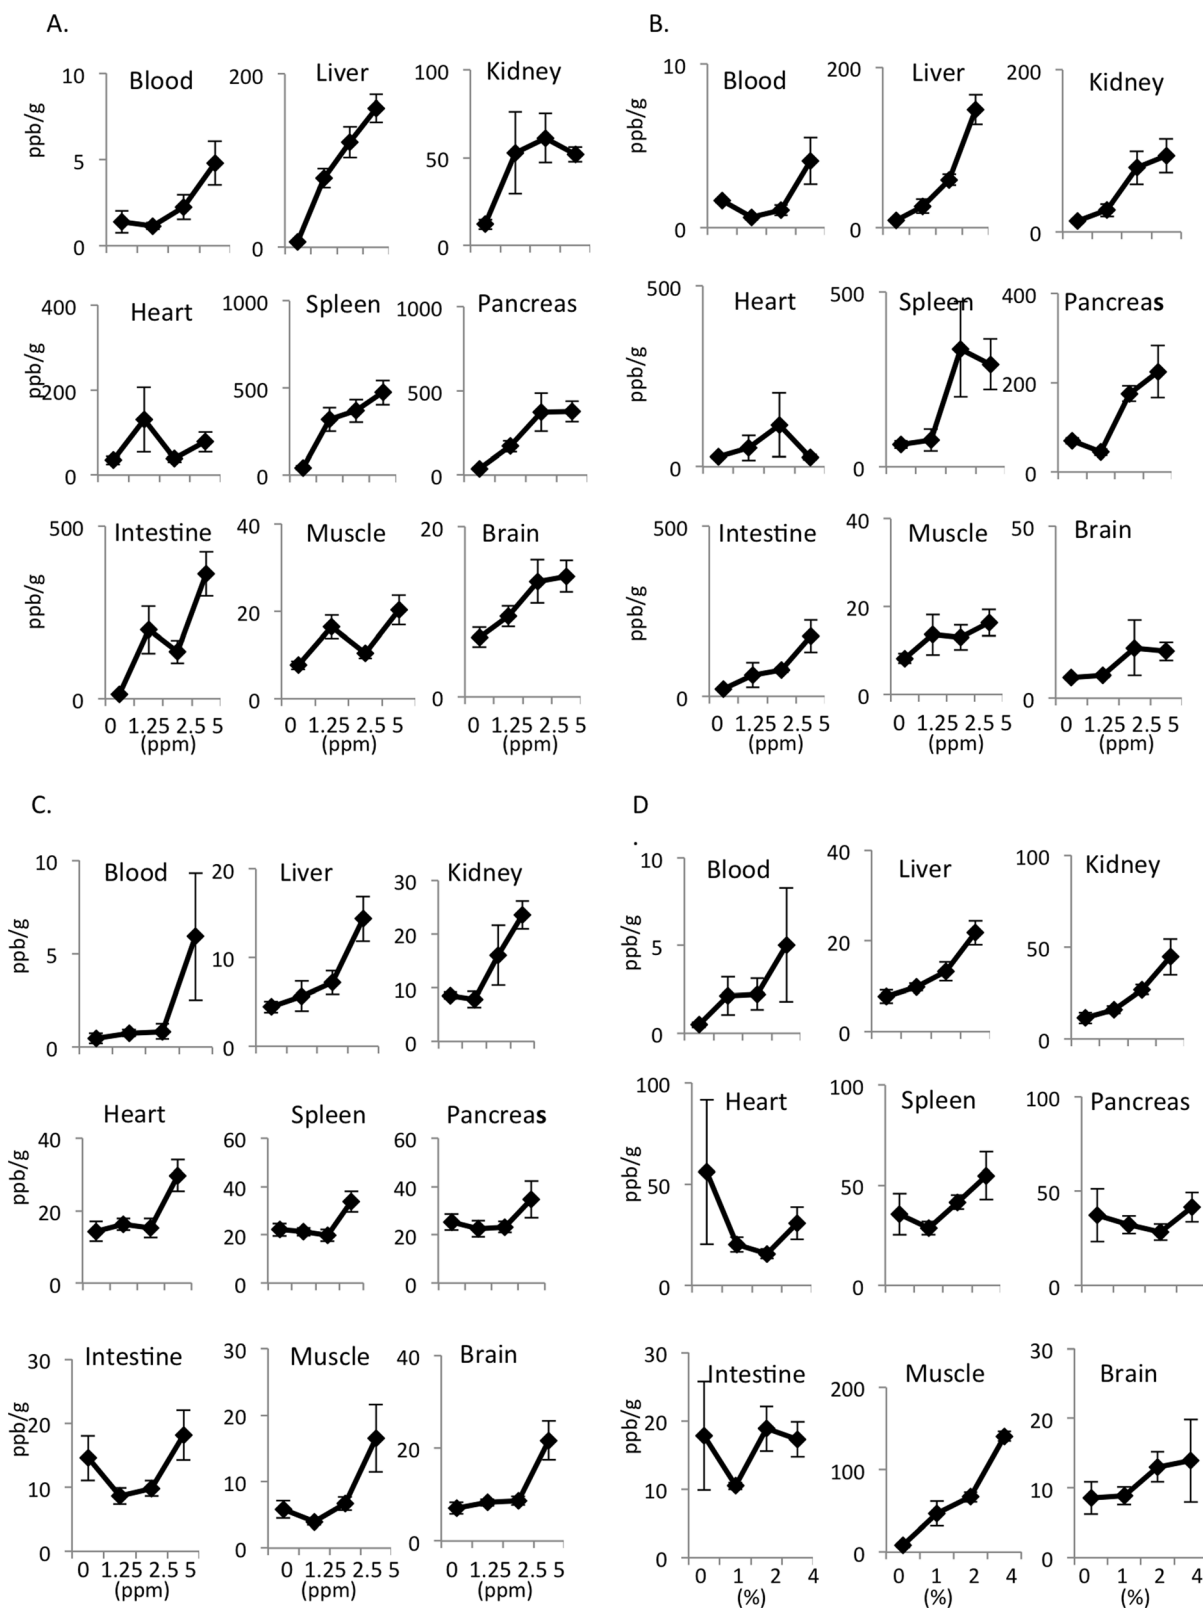 A.
B.
Blood
Liver
Kidney
Blood
Liver
Kidney
10
5
0
ppb/g
200
0
100
50
0
10
0
ppb/g
200
0
200
0
Heart
Spleen
Pancreas
Heart
Spleen
Pancreas
400
200
0
ppb/g
1000
500
0
1000
500
0
500
0
ppb/g
500
0
400
200
0
Intestine
Muscle
Brain
Intestine
Muscle
Brain
500
0
ppb/g
40
20
0
20
0
500
0
ppb/g
40
20
0
50
0
0 1.25 2.5 5
(ppm)
0 1.25 2.5 5
(ppm)
0 1.25 2.5 5
(ppm)
0 1.25 2.5 5
(ppm)
0 1.25 2.5 5
(ppm)
0 1.25 2.5 5
(ppm)
C.
D
.
Blood
Liver
Kidney
Blood
Liver
Kidney
10
5
0
ppb/g
20
10
0
30
20
10
0
10
5
0
ppb/g
40
20
0
100
50
0
Heart
Spleen
Pancreas
Heart
Spleen
Pancreas
40
20
0
ppb/g
60
40
20
0
60
40
20
0
100
50
0
ppb/g
100
50
0
100
50
0
Intestine
Muscle
Brain
Intestine
Muscle
Brain
30
20
10
0
ppb/g
30
20
10
0
40
20
0
30
20
10
0
ppb/g
200
100
0
30
20
10
0
0 1.25 2.5 5
(ppm)
0 1.25 2.5 5
(ppm)
0 1.25 2.5 5
(ppm)
0 1 2 4
(%)
0 1 2 4
(%)
0 1 2 4
(%)